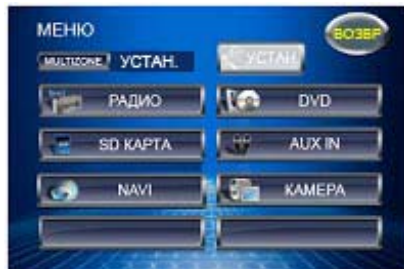 МЕНЮ
ВОЗВР
MULTIZONE УСТАН. УСТАН.
РАДИО DVD
SD КАРТА AUX IN
NAVI КАМЕРА